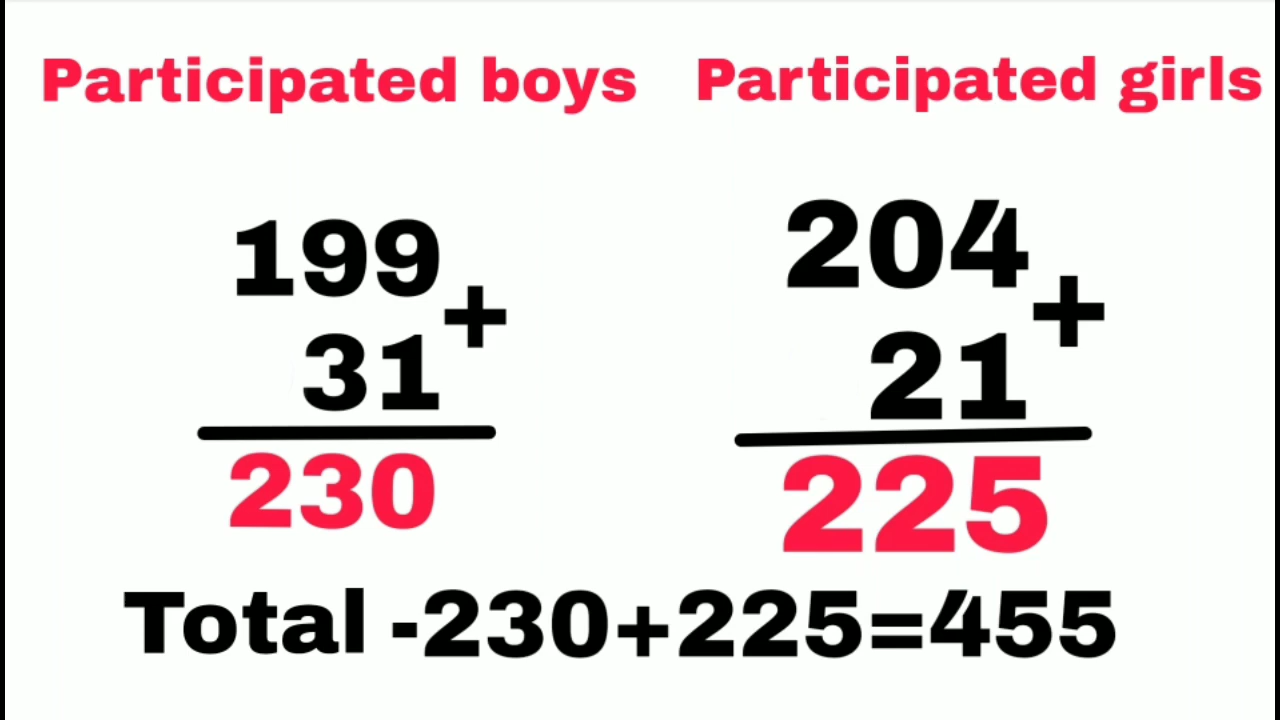 Participated boys
199
+
31
230
Participated girls
204
+
21
225
Total -230+225=455